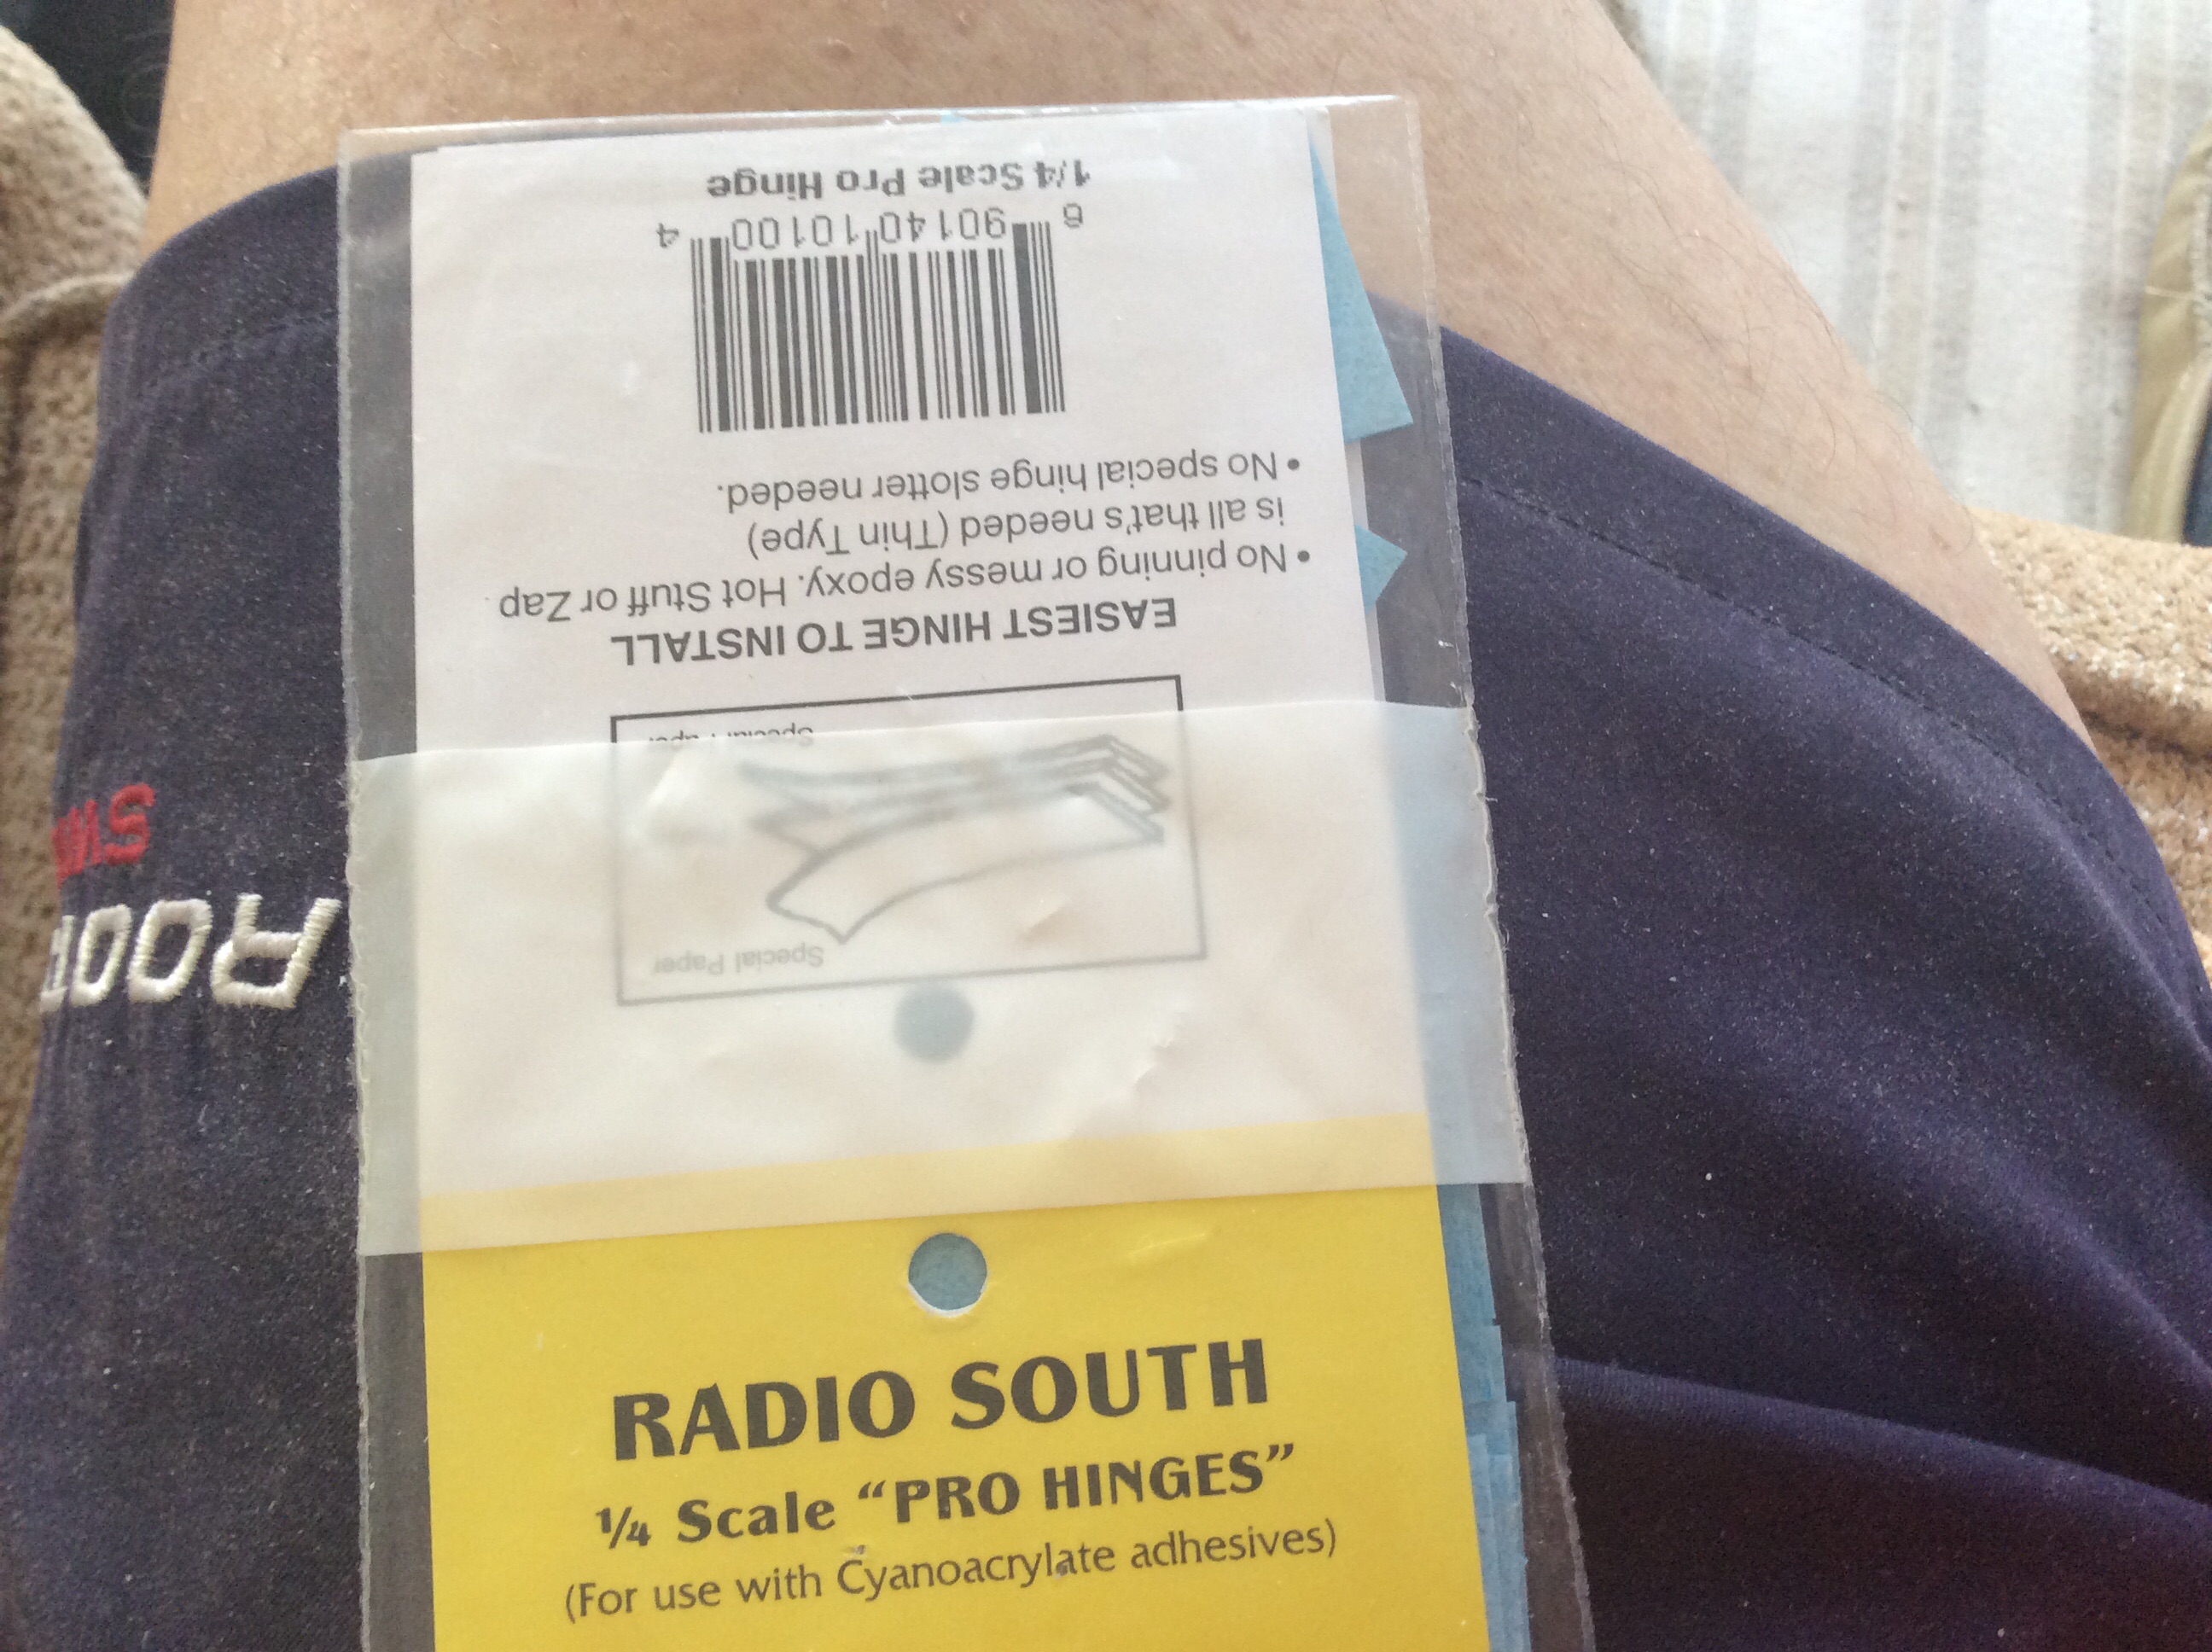 1/4 Scale Pro Hinge
6 90140 10100 4
• No special hinge slotter needed.
is all that's needed (Thin Type)
• No pinning or messy epoxy. Hot Stuff or Zap
EASIEST HINGE TO INSTALL
Special Paper
Special Paper
RADIO SOUTH
1/4 Scale “PRO HINGES”
(For use with Cyanoacrylate adhesives)